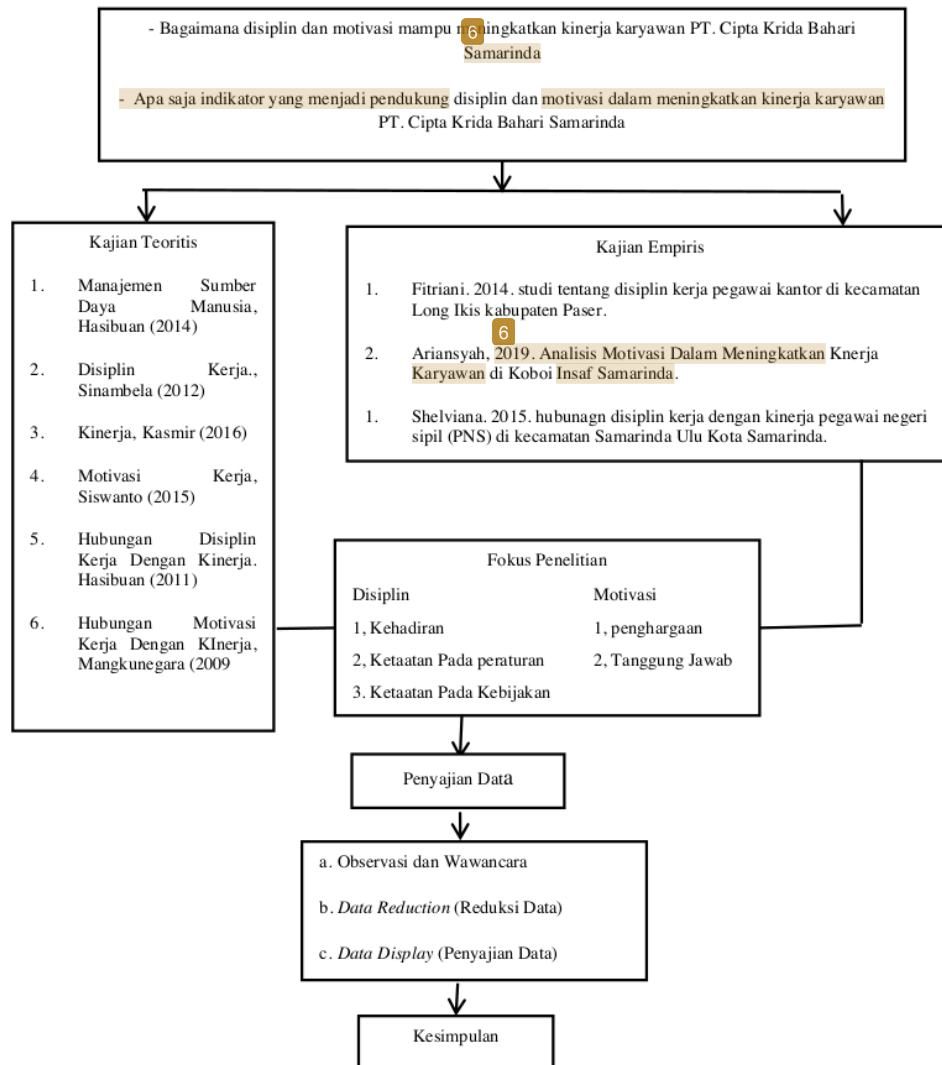 - Bagaimana disiplin dan motivasi mampu m ningkatkan kinerja karyawan PT. Cipta Krida Bahari
6
Samarinda
- Apa saja indikator yang menjadi pendukung disiplin dan motivasi dalam meningkatkan kinerja karyawan
PT. Cipta Krida Bahari Samarinda
Kajian Teoritis
1. Manajemen Sumber
Daya Manusia,
Hasibuan (2014)
2. Disiplin Kerja.,
Sinambela (2012)
3. Kinerja, Kasmir (2016)
4. Motivasi Kerja,
Siswanto (2015)
5. Hubungan Disiplin
Kerja Dengan Kinerja.
Hasibuan (2011)
6. Hubungan Motivasi
Kerja Dengan KInerja,
Mangkunegara (2009
Kajian Empiris
1. Fitriani. 2014. studi tentang disiplin kerja pegawai kantor di kecamatan
Long Ikis kabupaten Paser.
6
2. Ariansyah, 2019. Analisis Motivasi Dalam Meningkatkan Knerja
Karyawan di Koboi Insaf Samarinda.
1. Shelviana. 2015. hubunagn disiplin kerja dengan kinerja pegawai negeri
sipil (PNS) di kecamatan Samarinda Ulu Kota Samarinda.
Fokus Penelitian
Disiplin Motivasi
1, Kehadiran 1, penghargaan
2, Ketaatan Pada peraturan 2, Tanggung Jawab
3. Ketaatan Pada Kebijakan
Penyajian Data
a. Observasi dan Wawancara
b. Data Reduction (Reduksi Data)
c. Data Display (Penyajian Data)
Kesimpulan